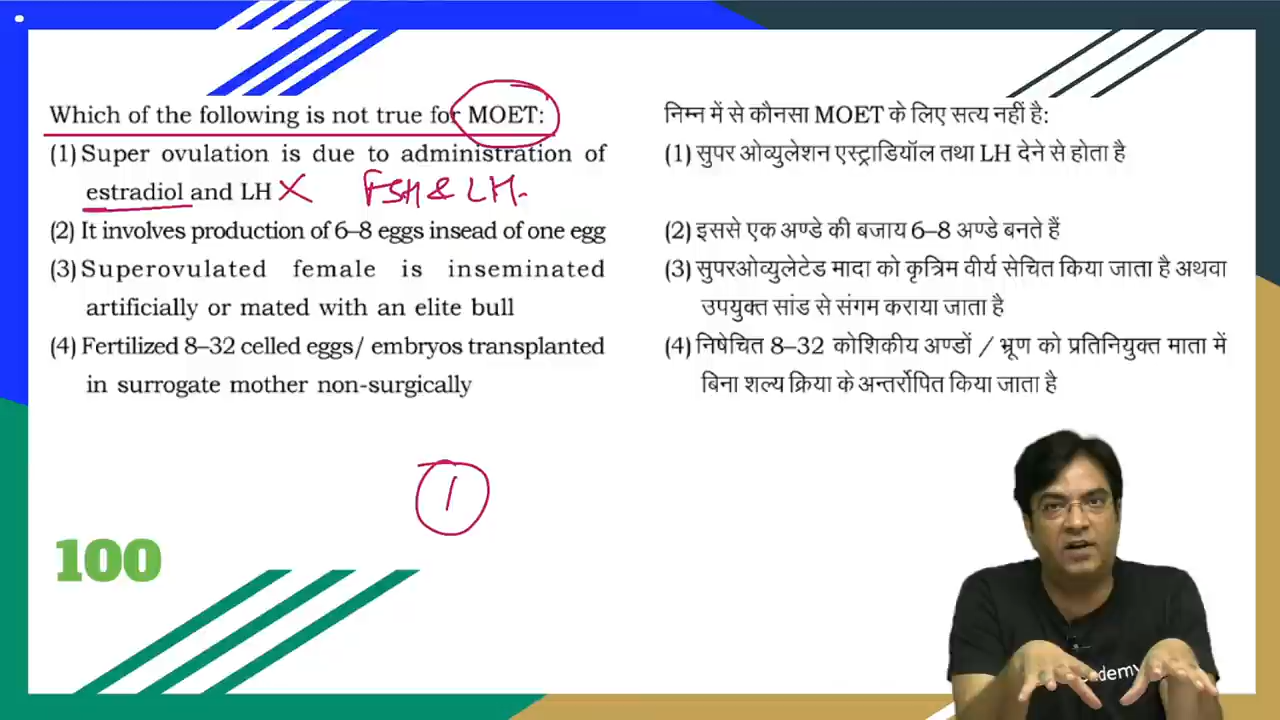 Which of the following is not true for MOET:
(1) Super ovulation is due to administration of
estradiol and LH X FSH & LH.
(2) It involves production of 6–8 eggs insead of one egg
(3) Superovulated female is inseminated
artificially or mated with an elite bull
(4) Fertilized 8–32 celled eggs/ embryos transplanted
in surrogate mother non-surgically
1
100
निम्न में से कौनसा MOET के लिए सत्य नहीं है:
(1) सुपर ओव्युलेशन एस्ट्राडियॉल तथा LH देने से होता है
(2) इससे एक अण्डे की बजाय 6–8 अण्डे बनते हैं
(3) सुपरओव्युलेटेड मादा को कृत्रिम वीर्य सेचित किया जाता है अथवा
उपयुक्त सांड से संगम कराया जाता है
(4) निषेचित 8–32 कोशिकीय अण्डों / भ्रूण को प्रतिनियुक्त माता में
बिना शल्य क्रिया के अन्तर्रोपित किया जाता है